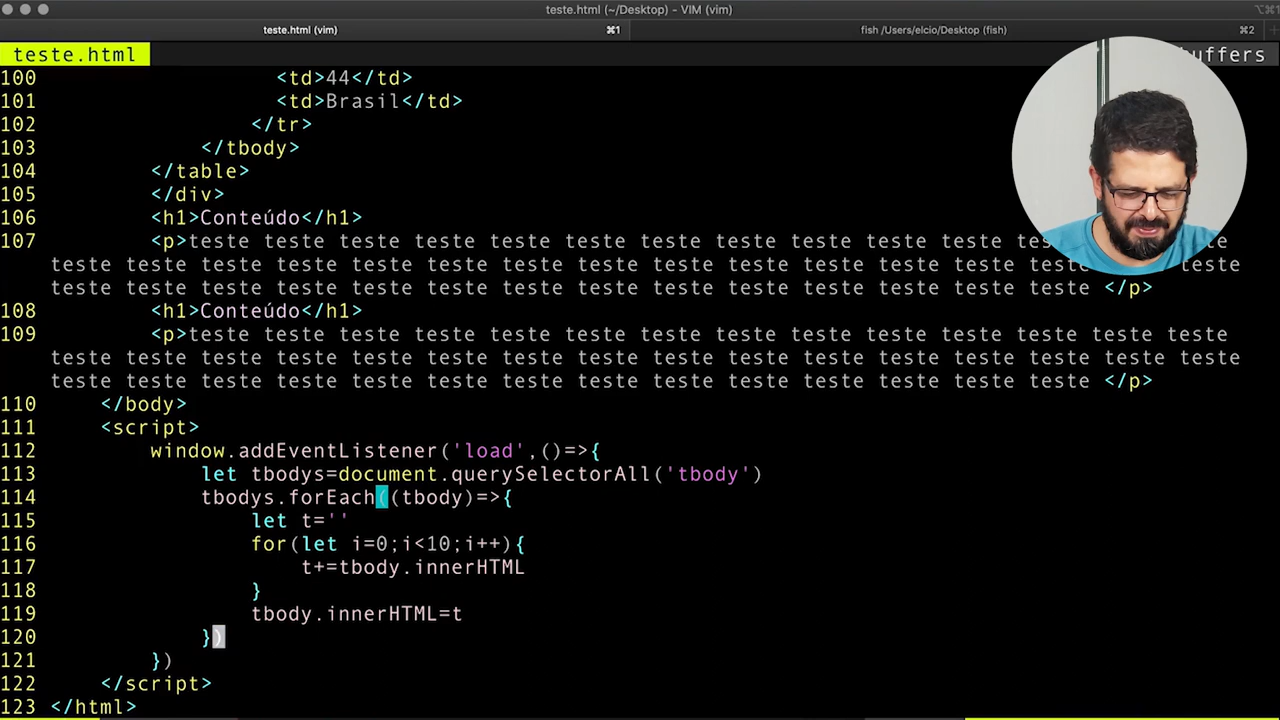 teste.html (~/Desktop) - VIM (vim)
teste.html (vim) ⌘1 fish /Users/elcio/Desktop (fish) ⌘2
teste.html buffers
100 <td>44</td>
101 <td>Brasil</td>
102 </tr>
103 </tbody>
104 </table>
105 </div>
106 <h1>Conteúdo</h1>
107 <p>teste teste teste teste teste teste teste teste teste teste teste
teste teste teste teste teste teste teste teste teste teste teste teste teste teste teste
teste teste teste teste teste teste teste teste teste teste teste teste teste teste </p>
108 <h1>Conteúdo</h1>
109 <p>teste teste teste teste teste teste teste teste teste teste teste teste teste teste
teste teste teste teste teste teste teste teste teste teste teste teste teste teste teste teste
teste teste teste teste teste teste teste teste teste teste teste teste teste teste </p>
110 </body>
111 <script>
112 window.addEventListener('load',()=>{
113 let tbodys=document.querySelectorAll('tbody')
114 tbodys.forEach((tbody)=>{
115 let t=''
116 for(let i=0;i<10;i++){
117 t+=tbody.innerHTML
118 }
119 tbody.innerHTML=t
120 })
121 })
122 </script>
123 </html>